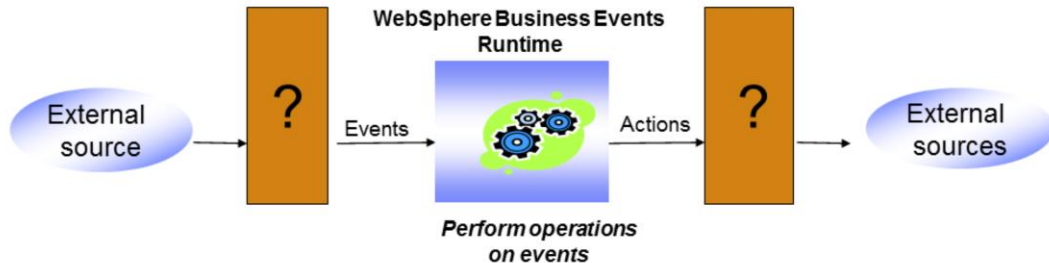 WebSphere Business Events
Runtime
External
source
?
Events
Actions
?
External
sources
Perform operations
on events